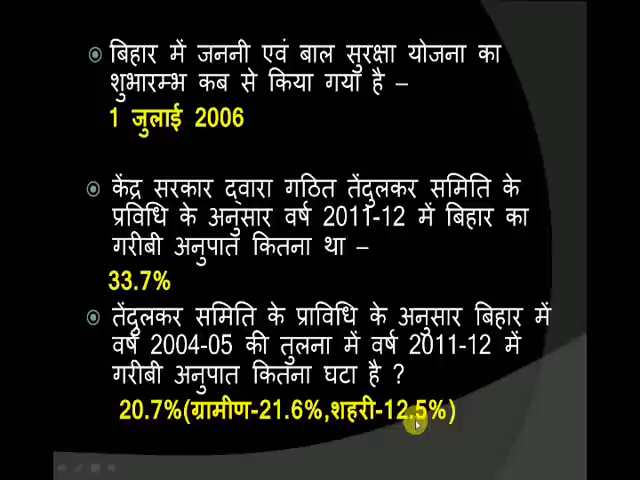 बिहार में जननी एवं बाल सुरक्षा योजना का
शुभारम्भ कब से किया गया है –
1 जुलाई 2006
केंद्र सरकार द्वारा गठित तेंदुलकर समिति के
प्रविधि के अनुसार वर्ष 2011-12 में बिहार का
गरीबी अनुपात कितना था –
33.7%
तेंदुलकर समिति के प्राविधि के अनुसार बिहार में
वर्ष 2004-05 की तुलना में वर्ष 2011-12 में
गरीबी अनुपात कितना घटा है ?
20.7%(ग्रामीण-21.6%,शहरी-12.5%)